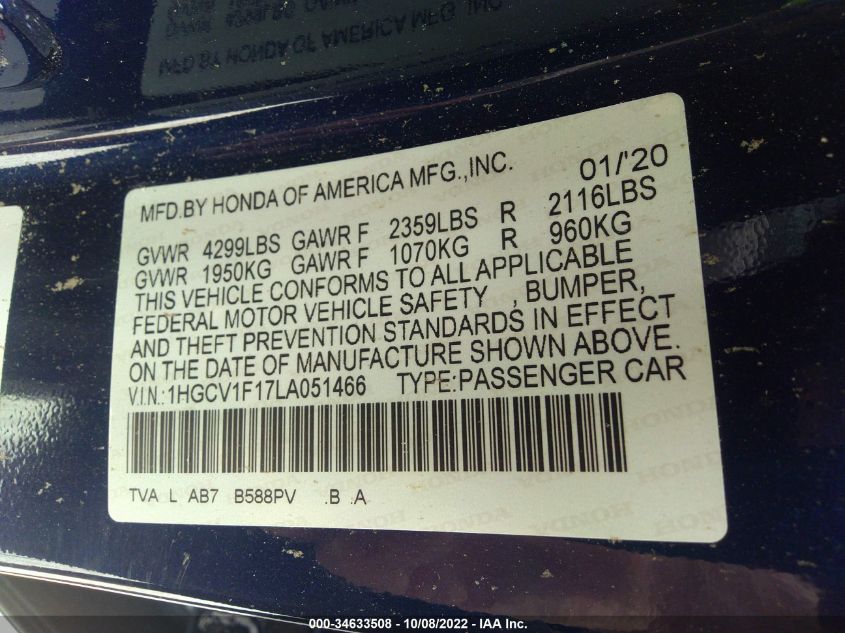 MFD.BY HONDA OF AMERICA MFG.,INC. 01/'20
GVWR 4299LBS GAWR F 2359LBS R 2116LBS
GVWR 1950KG GAWR F 1070KG R 960KG
THIS VEHICLE CONFORMS TO ALL APPLICABLE
FEDERAL MOTOR VEHICLE SAFETY , BUMPER,
AND THEFT PREVENTION STANDARDS IN EFFECT
ON THE DATE OF MANUFACTURE SHOWN ABOVE.
V.I.N.:1HGCV1F17LA051466 TYPE:PASSENGER CAR
TVA L AB7 B588PV .B .A
000-34633508 - 10/08/2022 - IAA Inc.